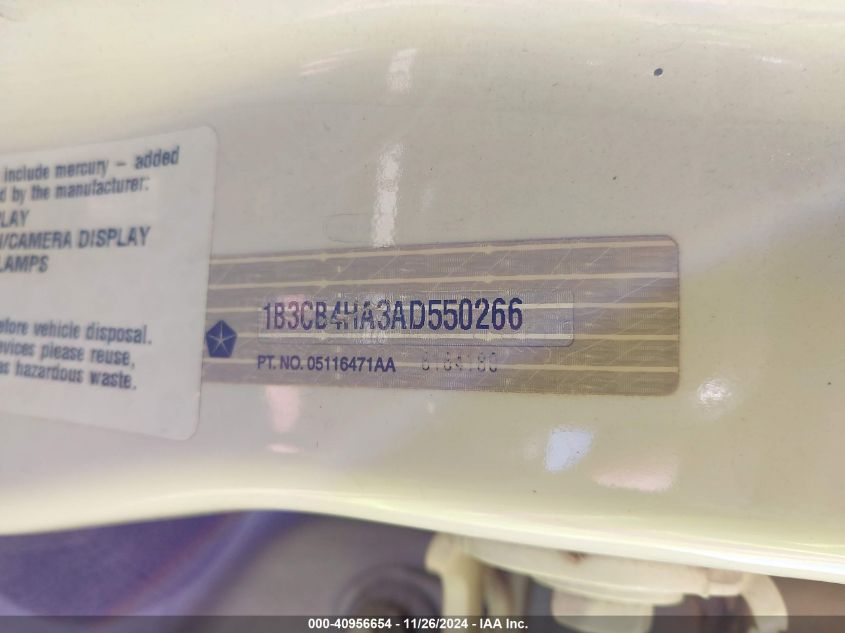 include mercury – added
d by the manufacturer:
LAY
N/CAMERA DISPLAY
LAMPS
efore vehicle disposal.
evices please reuse,
as hazardous waste.
1B3CB4HA3AD550266
PT. NO. 05116471AA
000-40956654 - 11/26/2024 - IAA Inc.